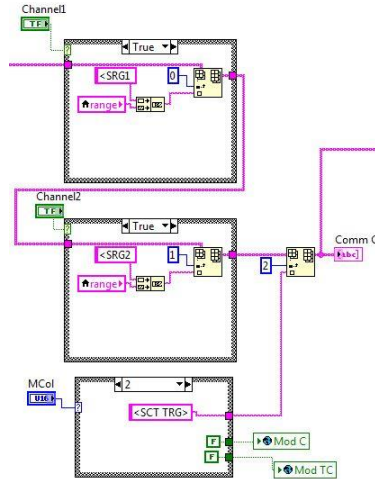 Channel1
TF
?
True
<SRG1
0
range
Channel2
TF
?
True
<SRG2
1
range
2
Comm C
abc
MCol
U16
?
2
<SCT TRG>
F
Mod C
F
Mod TC